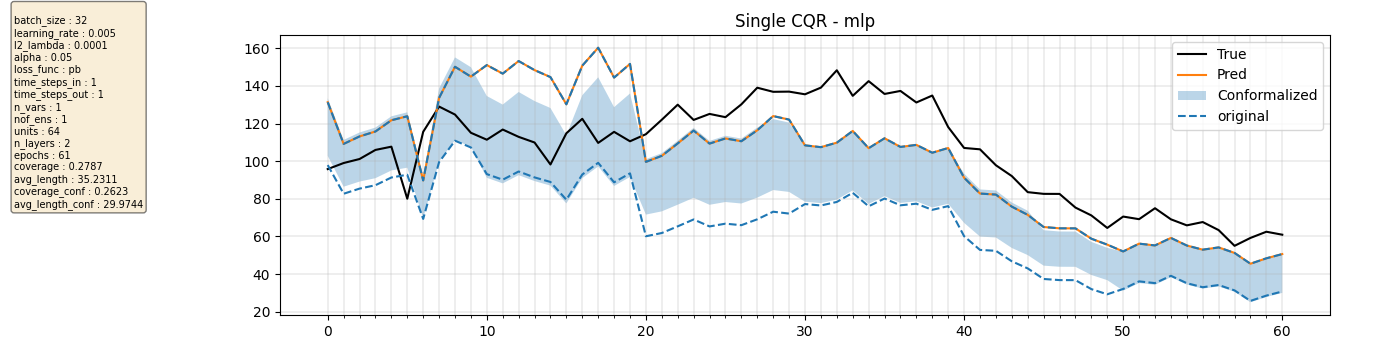 batch_size : 32
learning_rate : 0.005
l2_lambda : 0.0001
alpha : 0.05
loss_func : pb
time_steps_in : 1
time_steps_out : 1
n_vars : 1
nof_ens : 1
units : 64
n_layers : 2
epochs : 61
coverage : 0.2787
avg_length : 35.2311
coverage_conf : 0.2623
avg_length_conf : 29.9744
Single CQR - mlp
True
Pred
Conformalized
original
160
140
120
100
80
60
40
20
0 10 20 30 40 50 60